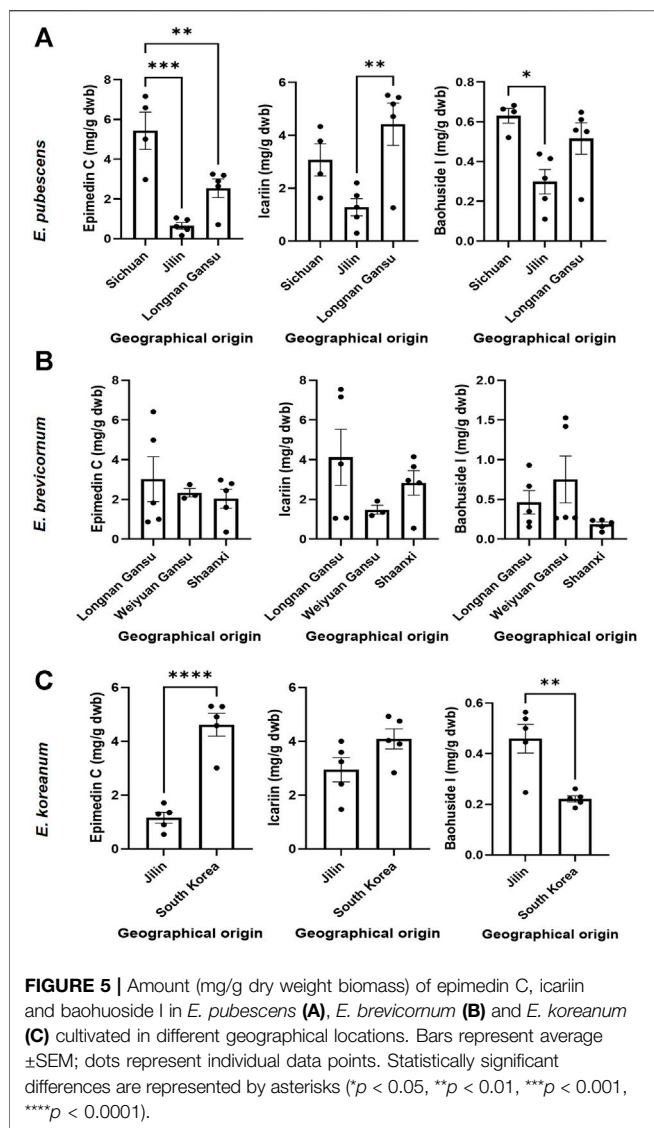 A
E. pubescens
**
***
Epimedin C (mg/g dwb)
8
6
4
2
0
Sichuan
Jilin
Longnan Gansu
Geographical origin
**
Icariin (mg/g dwb)
6
4
2
0
Sichuan
Jilin
Longnan Gansu
Geographical origin
*
Baohuside I (mg/g dwb)
0.8
0.6
0.4
0.2
0.0
Sichuan
Jilin
Longnan Gansu
Geographical origin
B
E. brevicornum
Epimedin C (mg/g dwb)
8
6
4
2
0
Longnan Gansu
Weiyuan Gansu
Shaanxi
Geographical origin
Icariin (mg/g dwb)
8
6
4
2
0
Longnan Gansu
Weiyuan Gansu
Shaanxi
Geographical origin
Baohuside I (mg/g dwb)
2.0
1.5
1.0
0.5
0.0
Longnan Gansu
Weiyuan Gansu
Shaanxi
Geographical origin
C
E. koreanum
****
Epimedin C (mg/g dwb)
6
4
2
0
Jilin
South Korea
Geographical origin
Icariin (mg/g dwb)
6
4
2
0
Jilin
South Korea
Geographical origin
**
Baohuside I (mg/g dwb)
0.6
0.4
0.2
0.0
Jilin
South Korea
Geographical origin
FIGURE 5 | Amount (mg/g dry weight biomass) of epimedin C, icariin
and baohuoside I in E. pubescens (A), E. brevicornum (B) and E. koreanum
(C) cultivated in different geographical locations. Bars represent average
±SEM; dots represent individual data points. Statistically significant
differences are represented by asterisks (*p < 0.05, **p < 0.01, ***p < 0.001,
****p < 0.0001).